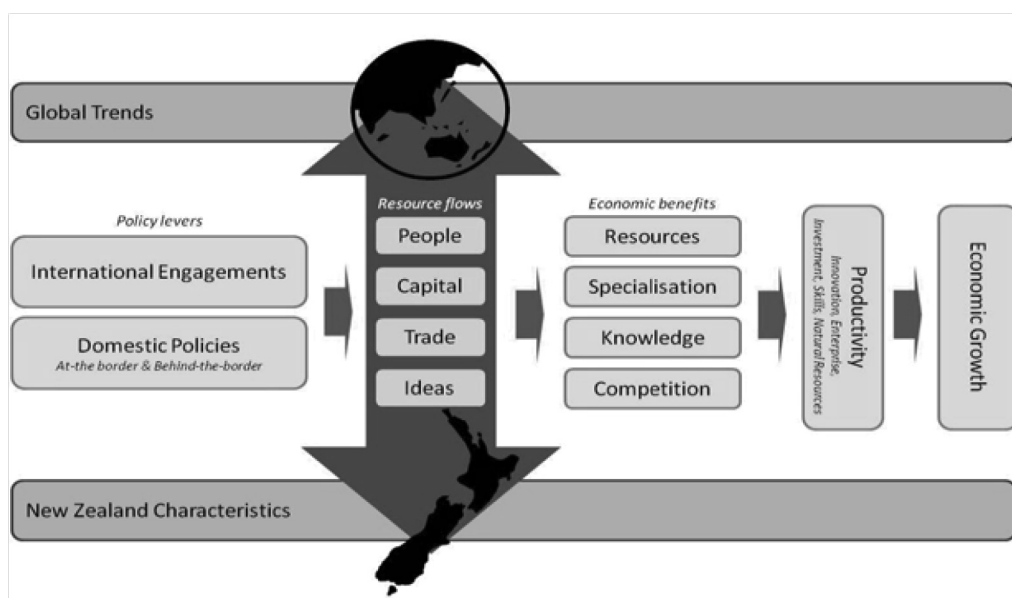 Global Trends
Policy levers
International Engagements
Domestic Policies
At-the border & Behind-the-border
Resource flows
People
Capital
Trade
Ideas
Economic benefits
Resources
Specialisation
Knowledge
Competition
Productivity
Innovation, Enterprise,
Investment, Skills, Natural Resources
Economic Growth
New Zealand Characteristics